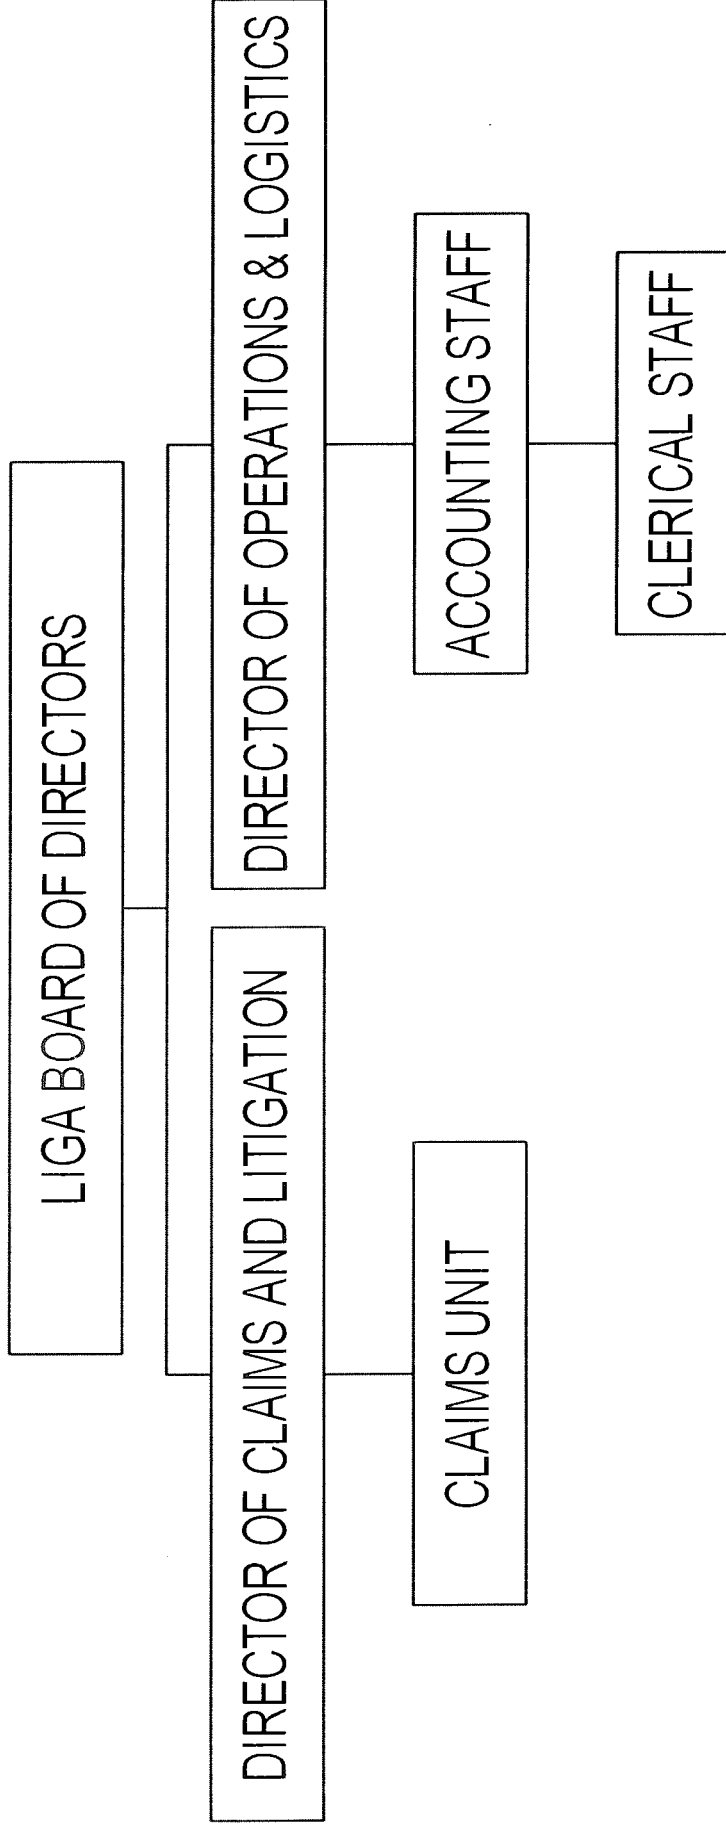 LIGA BOARD OF DIRECTORS
DIRECTOR OF CLAIMS AND LITIGATION
DIRECTOR OF OPERATIONS & LOGISTICS
CLAIMS UNIT
ACCOUNTING STAFF
CLERICAL STAFF